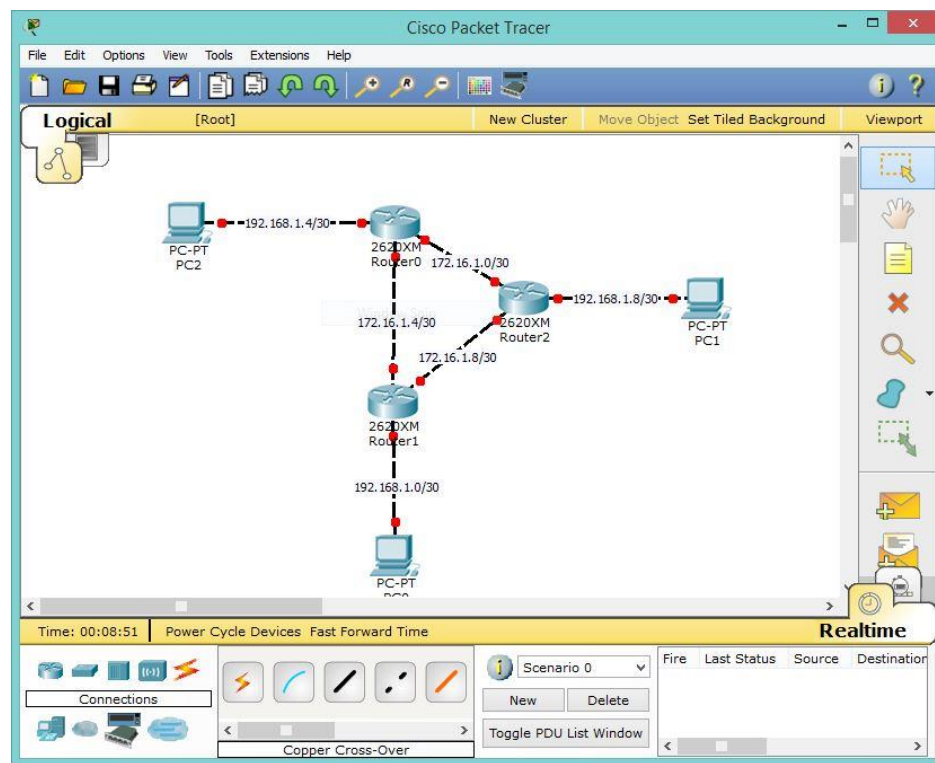 Cisco Packet Tracer
File Edit Options View Tools Extensions Help
Logical [Root] New Cluster Move Object Set Tiled Background Viewport
192.168.1.4/30
PC-PT
PC2
2620XM
Router0
172.16.1.0/30
192.168.1.8/30
2620XM
Router2
PC-PT
PC1
172.16.1.4/30
172.16.1.8/30
2620XM
Router1
192.168.1.0/30
PC-PT
Time: 00:08:51 Power Cycle Devices Fast Forward Time Realtime
Connections
Copper Cross-Over
Scenario 0
New Delete
Toggle PDU List Window
Fire Last Status Source Destination